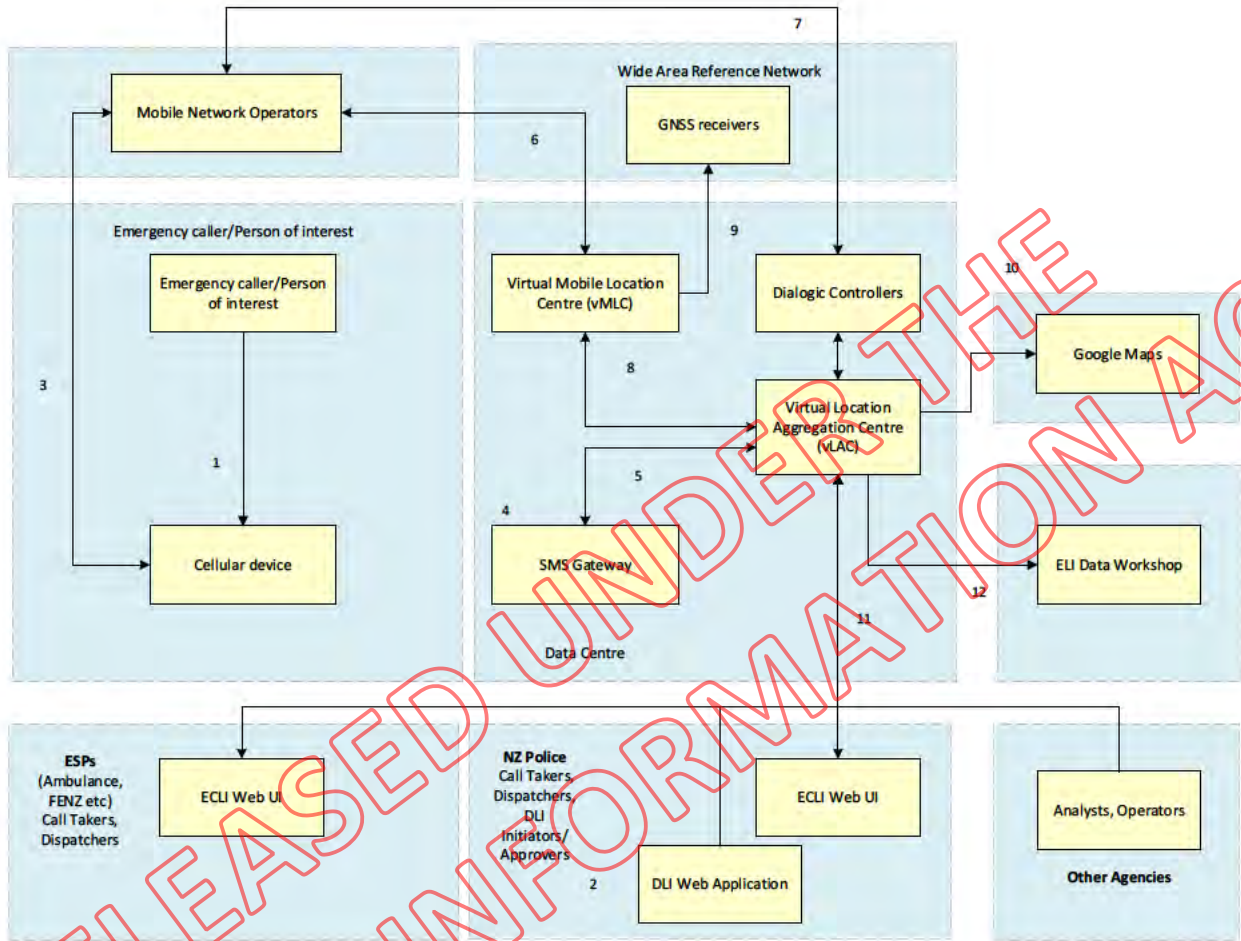 7
Mobile Network Operators
Wide Area Reference Network
GNSS receivers
6
Emergency caller/Person of interest
Emergency caller/Person
of interest
9
Virtual Mobile Location
Centre (vMLC)
Dialogic Controllers
10
Google Maps
3
8
Virtual Location
Aggregation Centre
(vLAC)
1
5
4
Cellular device
SMS Gateway
ELI Data Workshop
12
11
Data Centre
ESPs
(Ambulance,
FENZ etc)
Call Takers,
Dispatchers
ECLI Web UI
NZ Police
Call Takers,
Dispatchers,
DLI
Initiators/
Approvers
2
ECLI Web UI
DLI Web Application
Analysts, Operators
Other Agencies
RELEASED UNDER THE
INFORMATION AC